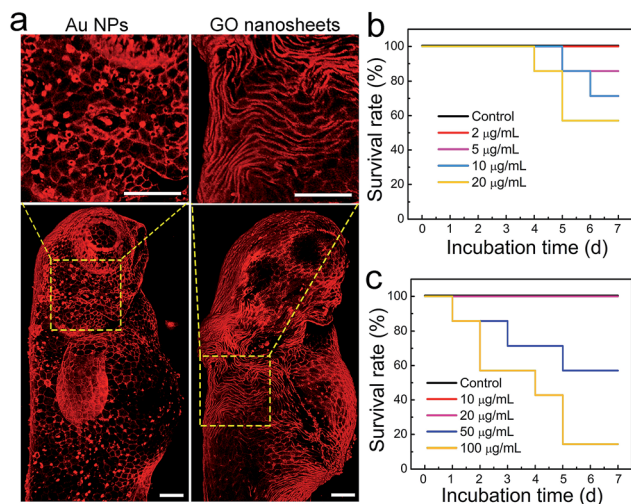 a
Au NPs
GO nanosheets
b
Survival rate (%)
100
80
60
40
20
0
Control
2 μg/mL
5 μg/mL
10 μg/mL
20 μg/mL
0 1 2 3 4 5 6 7
Incubation time (d)
c
Survival rate (%)
100
80
60
40
20
0
Control
10 μg/mL
20 μg/mL
50 μg/mL
100 μg/mL
0 1 2 3 4 5 6 7
Incubation time (d)